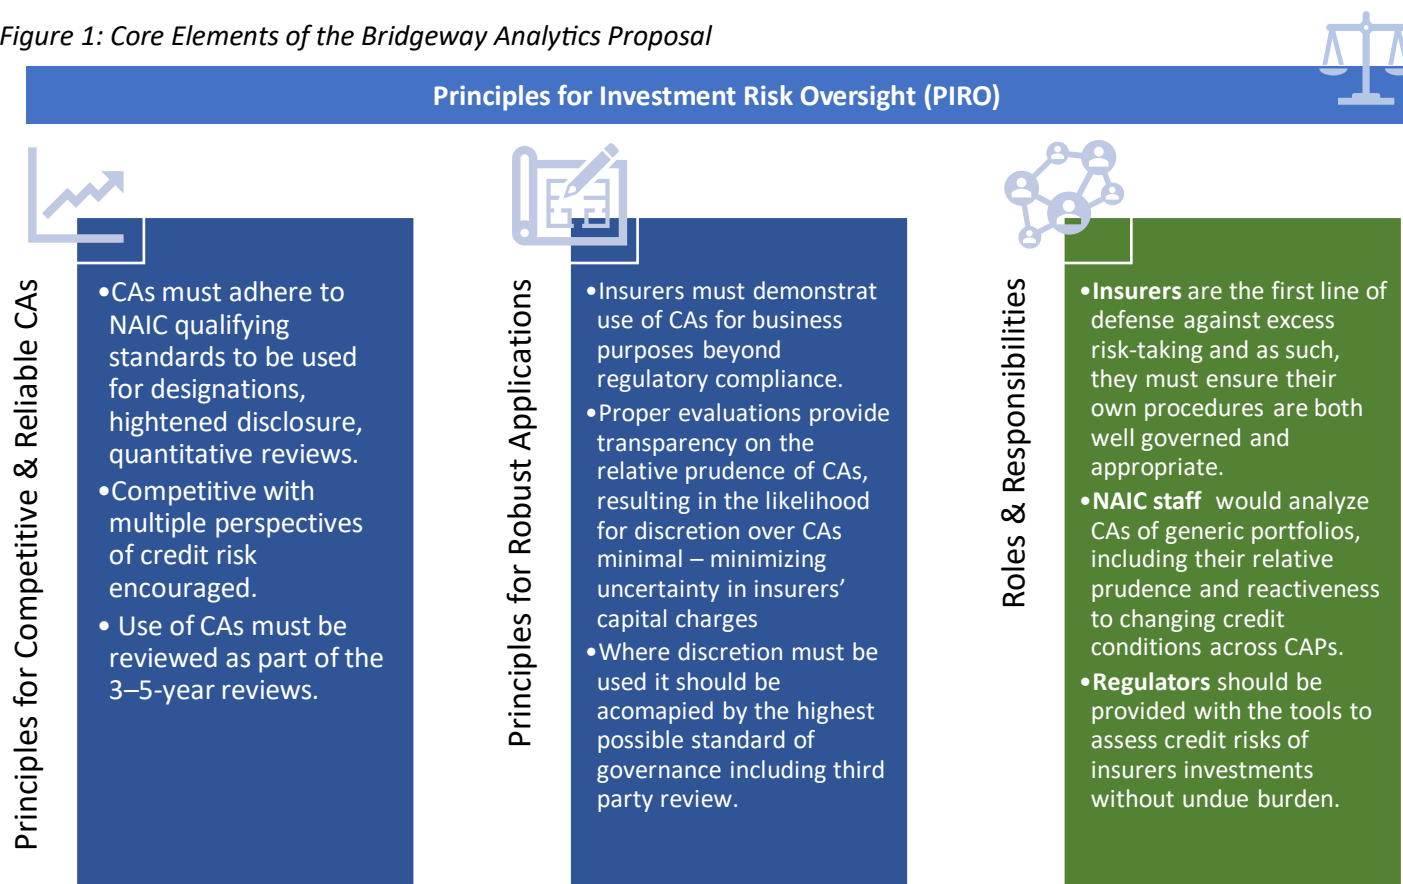 Figure 1: Core Elements of the Bridgeway Analytics Proposal
Principles for Investment Risk Oversight (PIRO)
Principles for Competitive & Reliable CAs
•CAs must adhere to
NAIC qualifying
standards to be used
for designations,
hightened disclosure,
quantitative reviews.
•Competitive with
multiple perspectives
of credit risk
encouraged.
• Use of CAs must be
reviewed as part of the
3–5-year reviews.
Principles for Robust Applications
•Insurers must demonstrat
use of CAs for business
purposes beyond
regulatory compliance.
•Proper evaluations provide
transparency on the
relative prudence of CAs,
resulting in the likelihood
for discretion over CAs
minimal – minimizing
uncertainty in insurers’
capital charges
•Where discretion must be
used it should be
acomapied by the highest
possible standard of
governance including third
party review.
Roles & Responsibilities
•Insurers are the first line of
defense against excess
risk-taking and as such,
they must ensure their
own procedures are both
well governed and
appropriate.
•NAIC staff would analyze
CAs of generic portfolios,
including their relative
prudence and reactiveness
to changing credit
conditions across CAPs.
•Regulators should be
provided with the tools to
assess credit risks of
insurers investments
without undue burden.